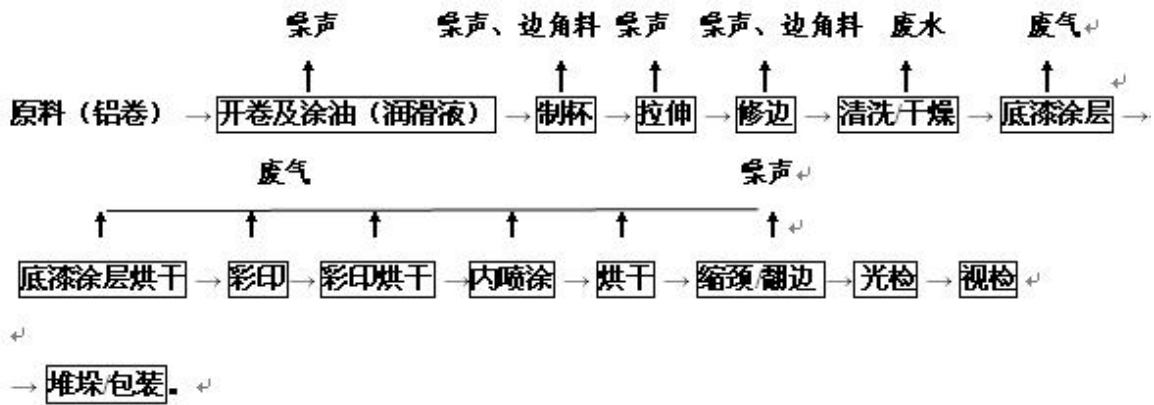 噪声 噪声、边角料 噪声 噪声、边角料 废水 废气
原料（铝卷） → 开卷及涂油（润滑液） → 制杯 → 拉伸 → 修边 → 清洗/干燥 → 底漆涂层 →
废气 噪声
底漆涂层烘干 → 彩印 → 彩印烘干 → 内喷涂 → 烘干 → 缩颈/翻边 → 光检 → 视检
→ 堆垛/包装。